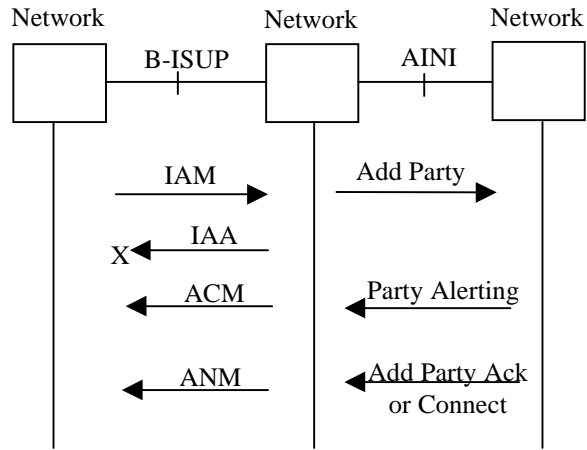 Network Network Network
B-ISUP AINI
IAM Add Party
IAA
X
ACM Party Alerting
ANM Add Party Ack
or Connect